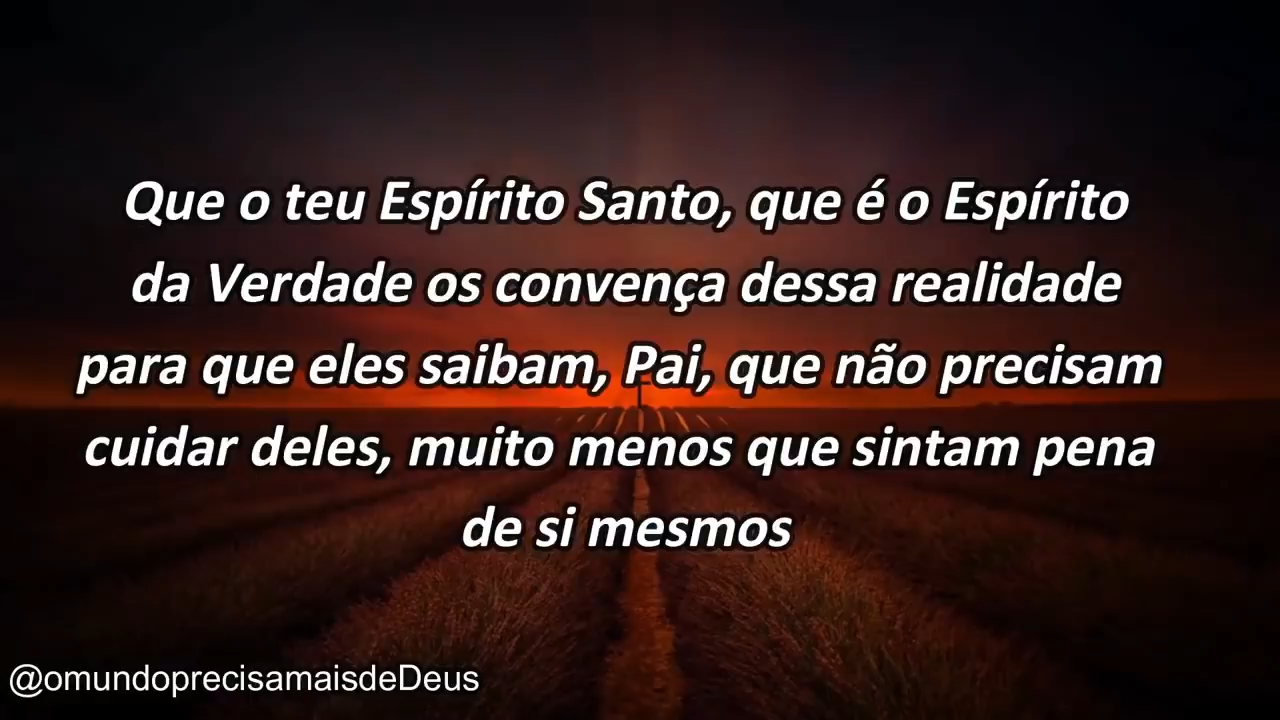 Que o teu Espírito Santo, que é o Espírito
da Verdade os convença dessa realidade
para que eles saibam, Pai, que não precisam
cuidar deles, muito menos que sintam pena
de si mesmos
@omundoprecisamaisdeDeus